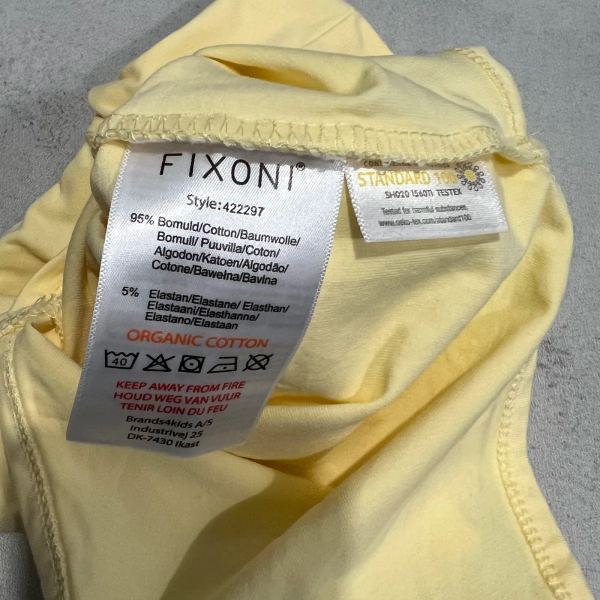 FIXONI®
Style:422297
95% Bomuld/Cotton/Baumwolle/
Bomull/ Puuvilla/Coton/
Algodon/Katoen/Algodão/
Cotone/Bawełna/Bavlna
5% Elastan/Elastane/ Elasthan/
Elastaani/Elasthanne/
Elastano/Elastaan
ORGANIC COTTON
40
KEEP AWAY FROM FIRE
HOUD WEG VAN VUUR
TENIR LOIN DU FEU
Brands4kids A/S
Industrivej 25
DK-7430 Ikast
STANDARD 100
SH020 156071 TESTEX
Tested for harmful substances.
www.oeko-tex.com/standard100